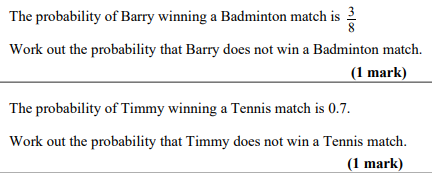 The probability of Barry winning a Badminton match is 3/8
Work out the probability that Barry does not win a Badminton match.
(1 mark)
The probability of Timmy winning a Tennis match is 0.7.
Work out the probability that Timmy does not win a Tennis match.
(1 mark)